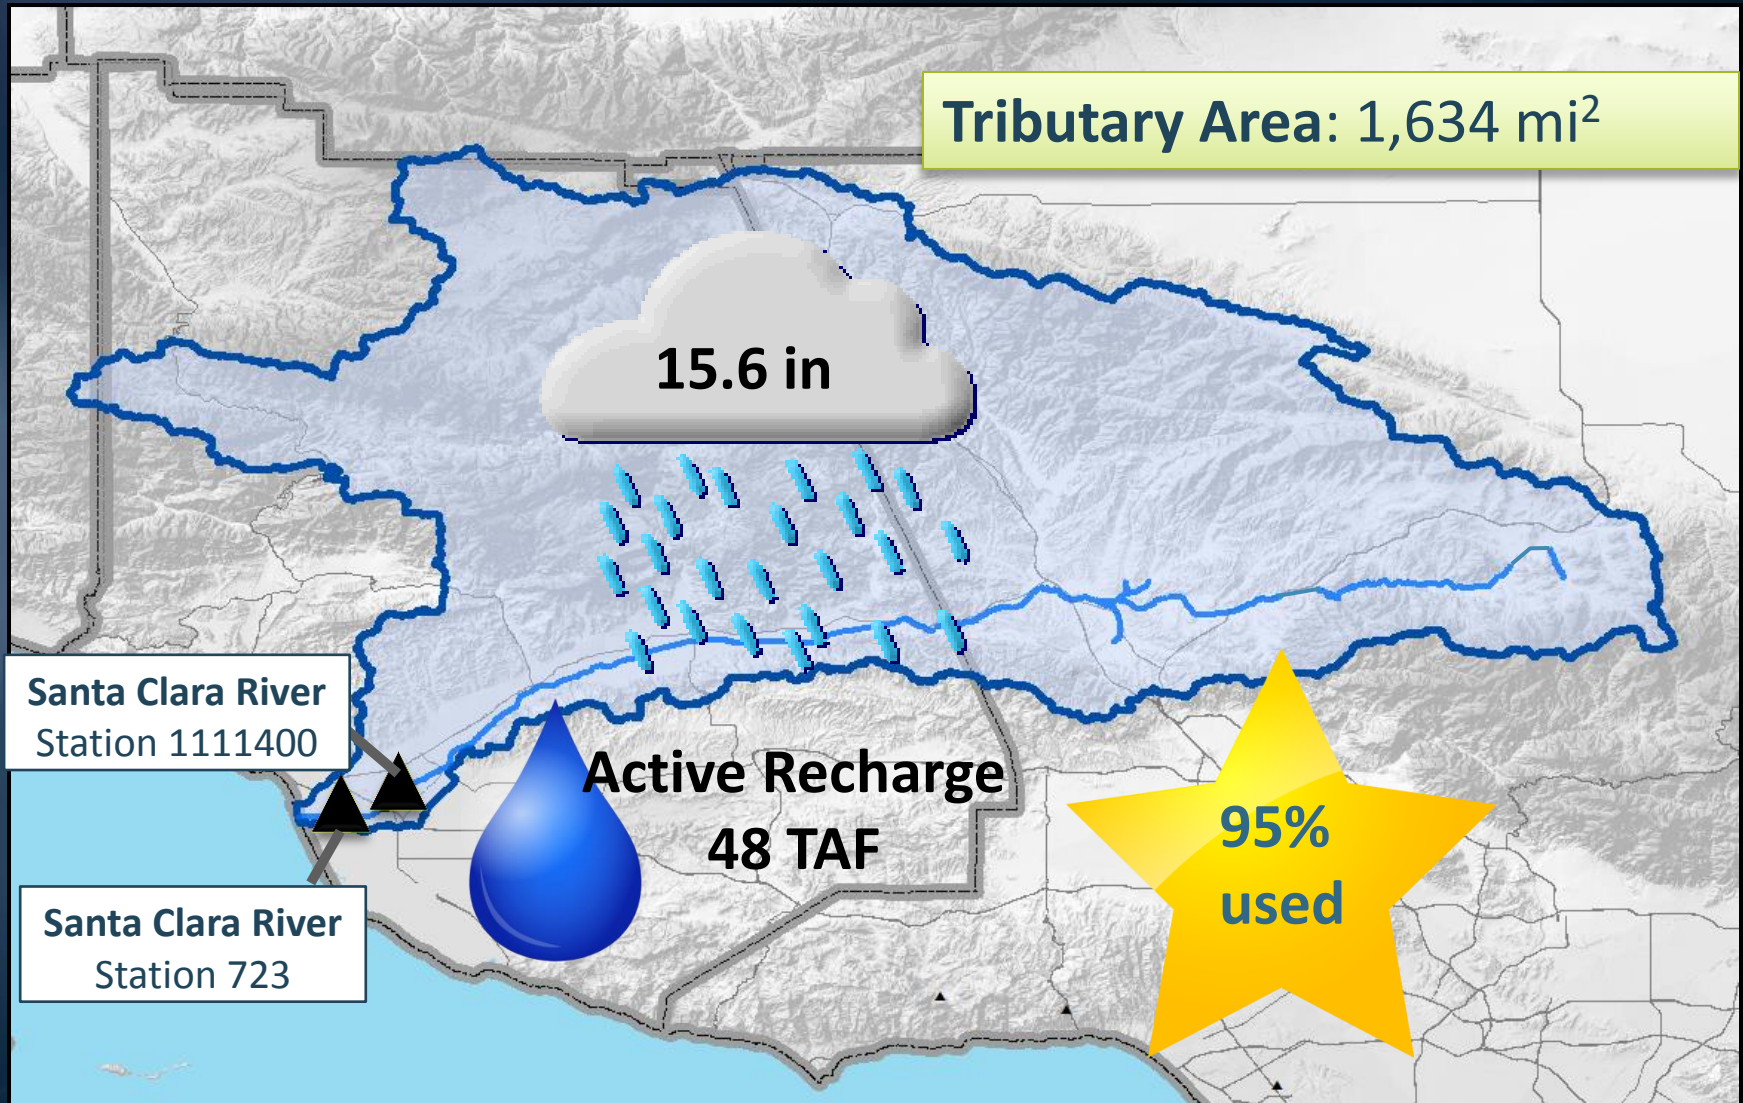 Tributary Area: 1,634 mi²
15.6 in
Santa Clara River
Station 1111400
Active Recharge
48 TAF
95%
used
Santa Clara River
Station 723